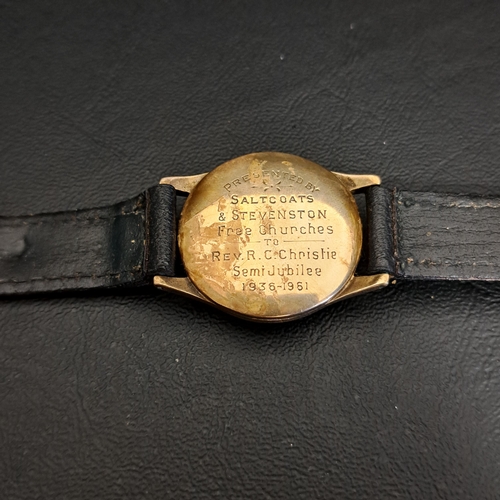 PRESENTED BY
SALTCOATS
& STEVENSTON
Free Churches
TO
REV. R. C. Christie
Semi Jubilee
1936-1961